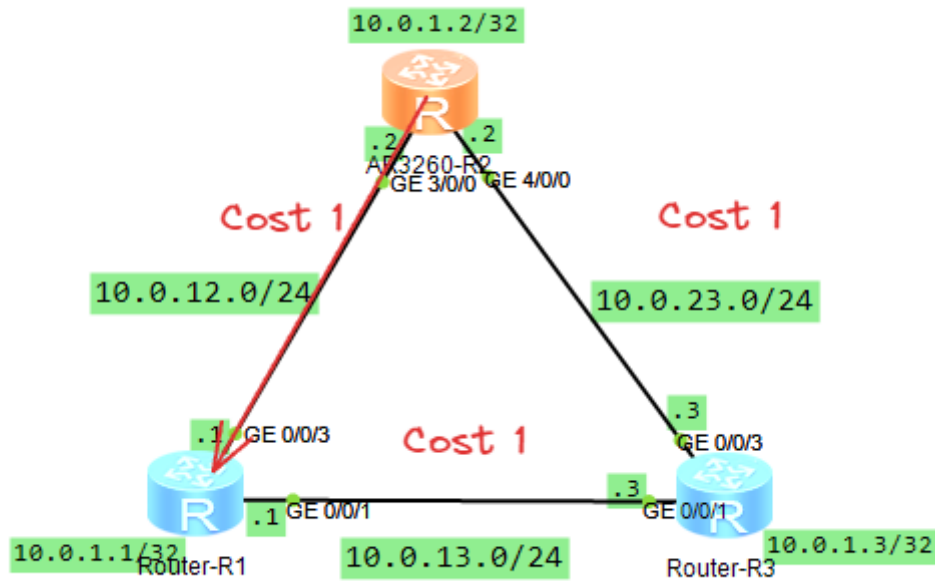 10.0.1.2/32
R
.2
.2
AR3260-R2
GE 3/0/0
GE 4/0/0
Cost 1
Cost 1
10.0.12.0/24
10.0.23.0/24
.1
GE 0/0/3
Cost 1
.3
GE 0/0/3
R
.1
GE 0/0/1
.3
GE 0/0/1
R
10.0.1.1/32
Router-R1
10.0.13.0/24
Router-R3
10.0.1.3/32